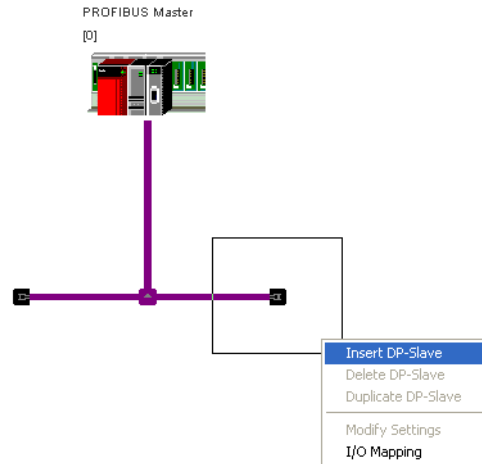 PROFIBUS Master
[0]
Insert DP-Slave
Delete DP-Slave
Duplicate DP-Slave
Modify Settings
I/O Mapping